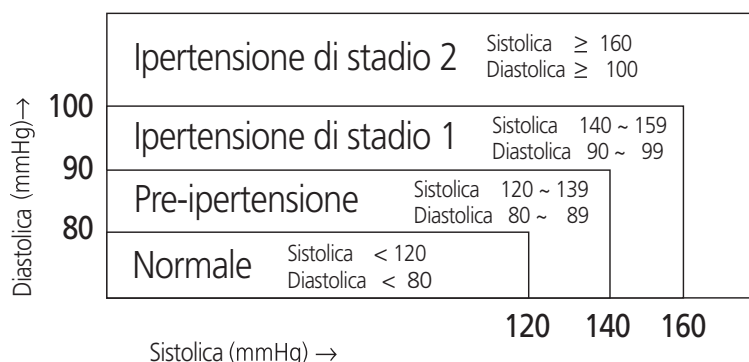 Ipertensione di stadio 2
Sistolica ≥ 160
Diastolica ≥ 100
100
Ipertensione di stadio 1
Sistolica 140 ~ 159
Diastolica 90 ~ 99
90
Pre-ipertensione
Sistolica 120 ~ 139
Diastolica 80 ~ 89
80
Normale
Sistolica < 120
Diastolica < 80
Diastolica (mmHg)→
120 140 160
Sistolica (mmHg) →